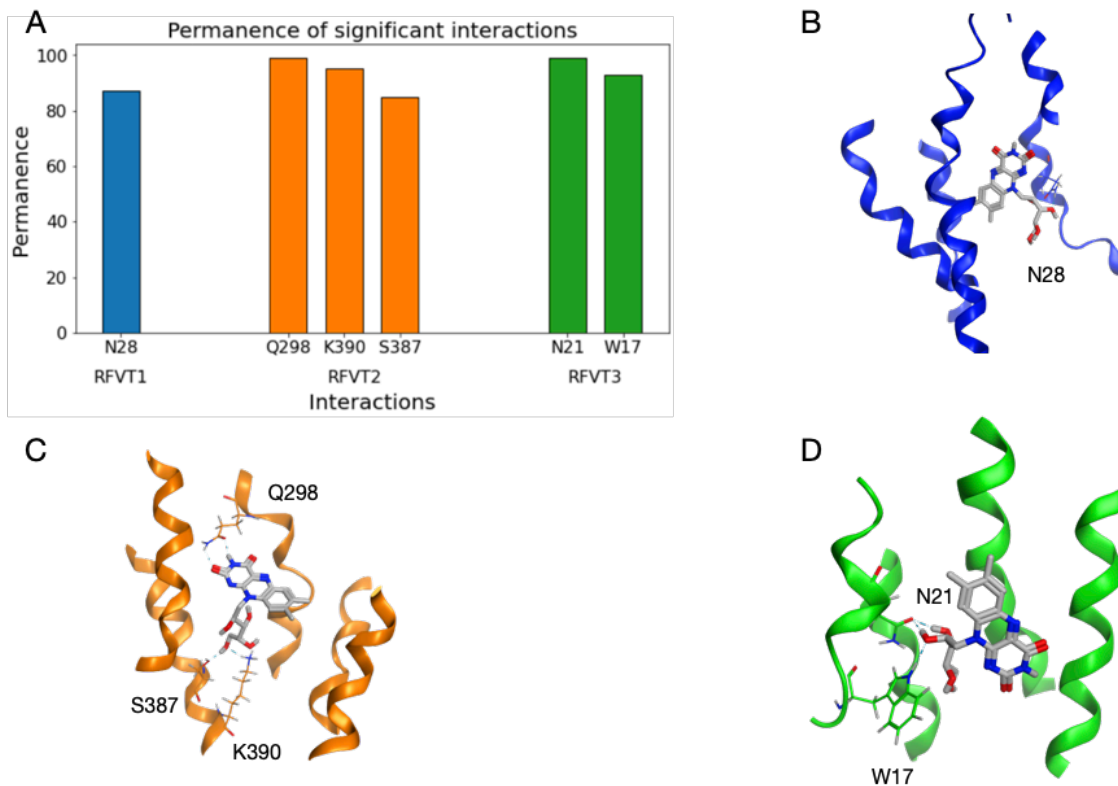 A
Permanence of significant interactions
100
80
60
40
20
0
Permanence
N28 Q298 K390 S387 N21 W17
RFVT1 RFVT2 RFVT3
Interactions
B
N28
C
Q298
S387
K390
D
N21
W17